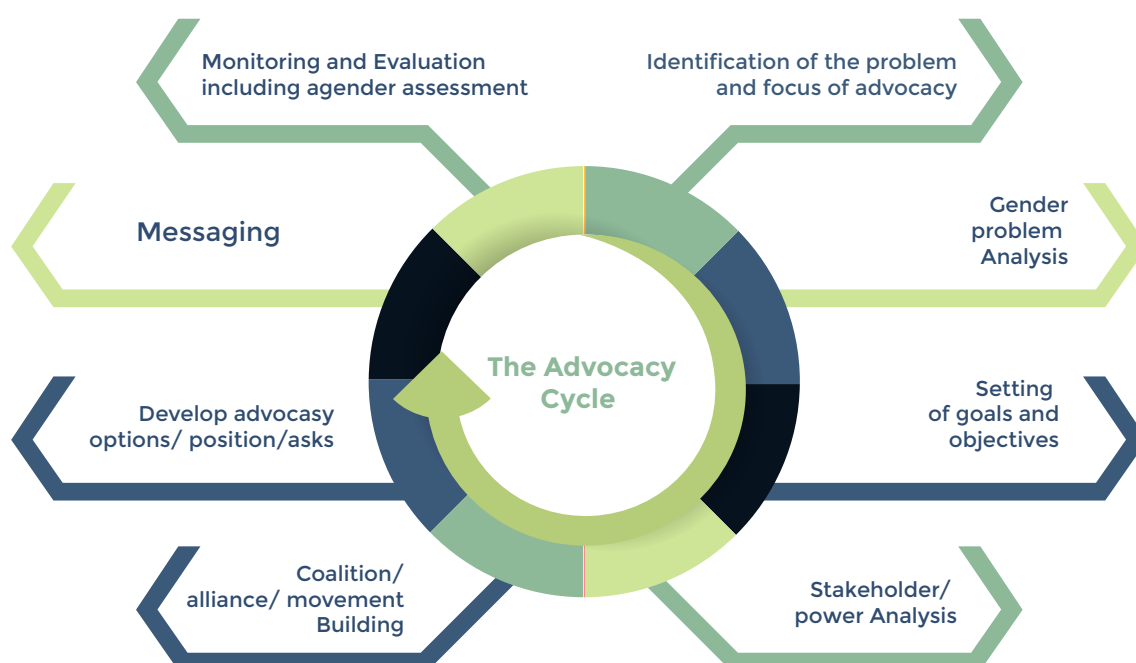 Monitoring and Evaluation
including agender assessment
Identification of the problem
and focus of advocacy
Messaging
Gender
problem
Analysis
The Advocacy
Cycle
Develop advocasy
options/ position/asks
Setting
of goals and
objectives
Coalition/
alliance/ movement
Building
Stakeholder/
power Analysis